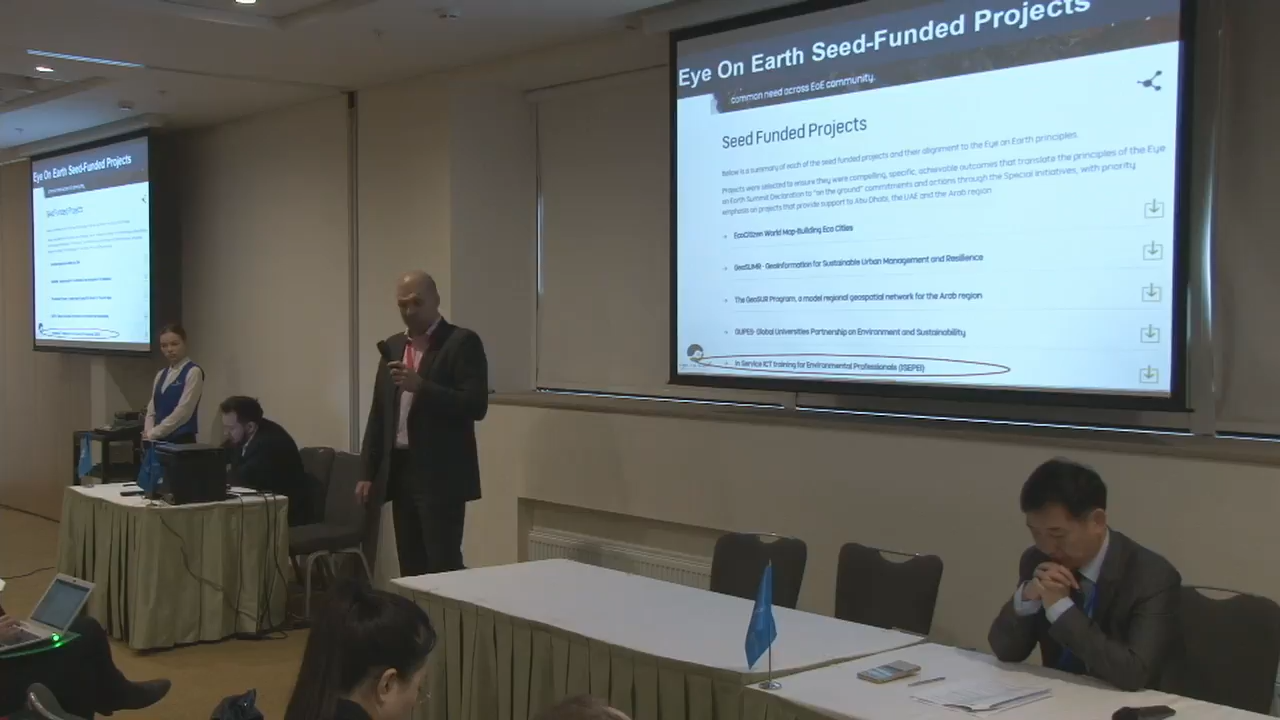 Eye On Earth Seed-Funded Projects
common need across EoE community.
Seed Funded Projects
Below is a summary of each of the seed funded projects and their alignment to the Eye on Earth principles.
Projects were selected to ensure they were compelling, specific, achievable outcomes that translate the principles of the Eye
on Earth Summit Declaration to "on the ground" commitments and actions through the Special Initiatives, with priority
emphasis on projects that provide support to Abu Dhabi, the UAE and the Arab region
EcoCitizen World Map-Building Eco Cities
GeoSUMR - Geoinformation for Sustainable Urban Management and Resilience
The GeoSUR Program, a model regional geospatial network for the Arab region
GUPES- Global Universities Partnership on Environment and Sustainability
In Service ICT training for Environmental Professionals (ISEPEI)
Eye On Earth Seed-Funded Projects
Seed Funded Projects